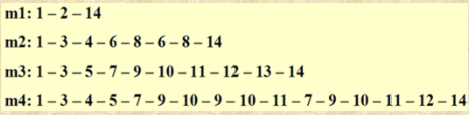 m1: 1 – 2 – 14
m2: 1 – 3 – 4 – 6 – 8 – 6 – 8 – 14
m3: 1 – 3 – 5 – 7 – 9 – 10 – 11 – 12 – 13 – 14
m4: 1 – 3 – 4 – 5 – 7 – 9 – 10 – 9 – 10 – 11 – 7 – 9 – 10 – 11 – 12 – 14